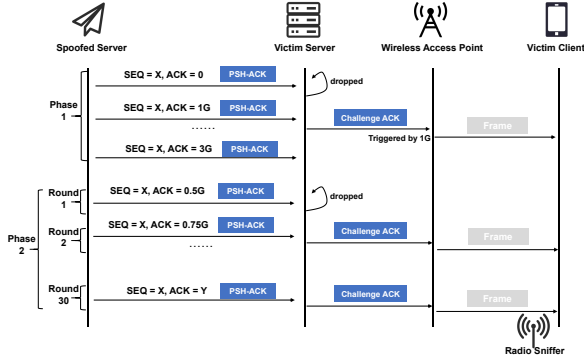 Spoofed Server
Victim Server
Wireless Access Point
Victim Client
SEQ = X, ACK = 0 PSH-ACK
dropped
Phase
1
SEQ = X, ACK = 1G PSH-ACK
......
Challenge ACK
Triggered by 1G
Frame
SEQ = X, ACK = 3G PSH-ACK
Phase
2
Round
1
SEQ = X, ACK = 0.5G PSH-ACK
dropped
Round
2
SEQ = X, ACK = 0.75G PSH-ACK
......
Challenge ACK
Frame
Round
30
SEQ = X, ACK = Y PSH-ACK
Challenge ACK
Frame
Radio Sniffer